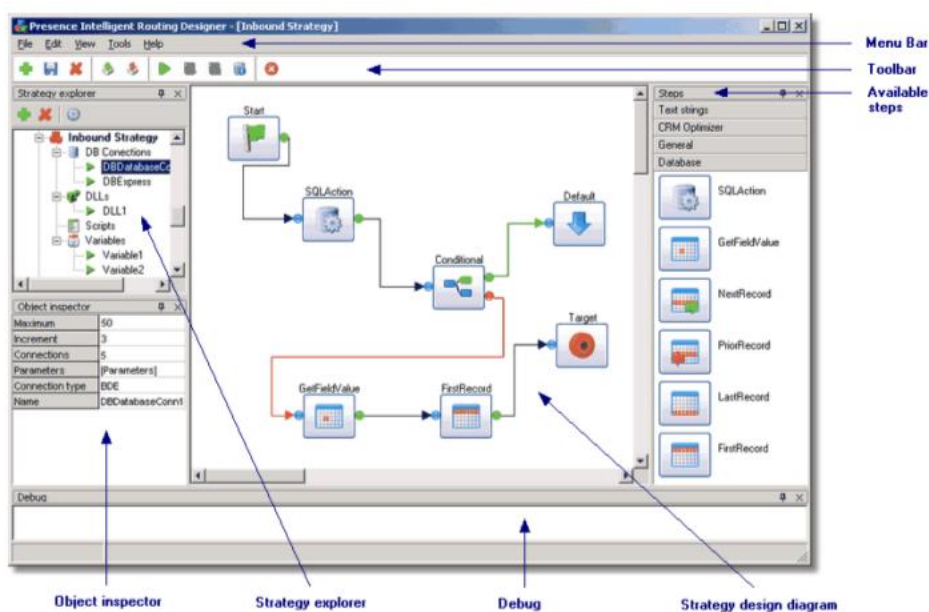 Presence Intelligent Routing Designer - [Inbound Strategy]
File Edit View Tools Help
Menu Bar
Toolbar
Available steps
Strategy explorer
Inbound Strategy
DB Conections
DBDatabaseCo
DBExpress
DLLs
DLL1
Scripts
Variables
Variable1
Variable2
Object inspector
Maximum 50
Increment 3
Connections 5
Parameters [Parameters]
Connection type BDE
Name DBDatabaseConn1
Start
SQLAction
Conditional
Default
Target
GetFieldValue
FirstRecord
Steps
Text strings
CRM Optimizer
General
Database
SQLAction
GetFieldValue
NextRecord
PriorRecord
LastRecord
FirstRecord
Debug
Object inspector
Strategy explorer
Debug
Strategy design diagram